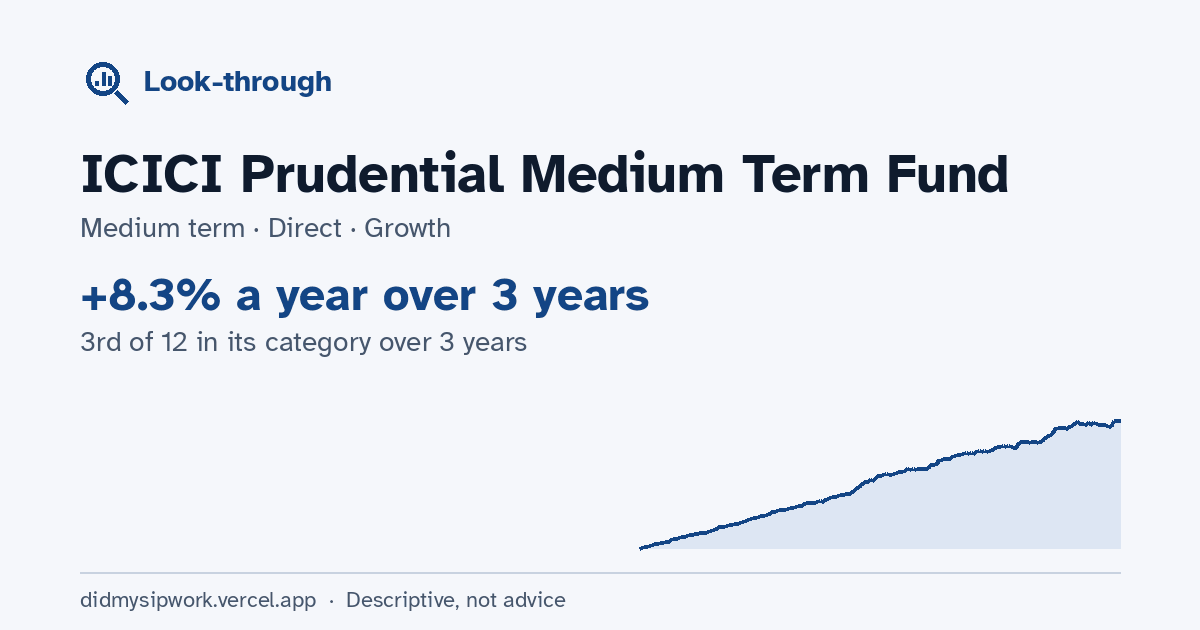 Look-through
ICICI Prudential Medium Term Fund
Medium term · Direct · Growth
+8.3% a year over 3 years
3rd of 12 in its category over 3 years
didmysipwork.vercel.app · Descriptive, not advice